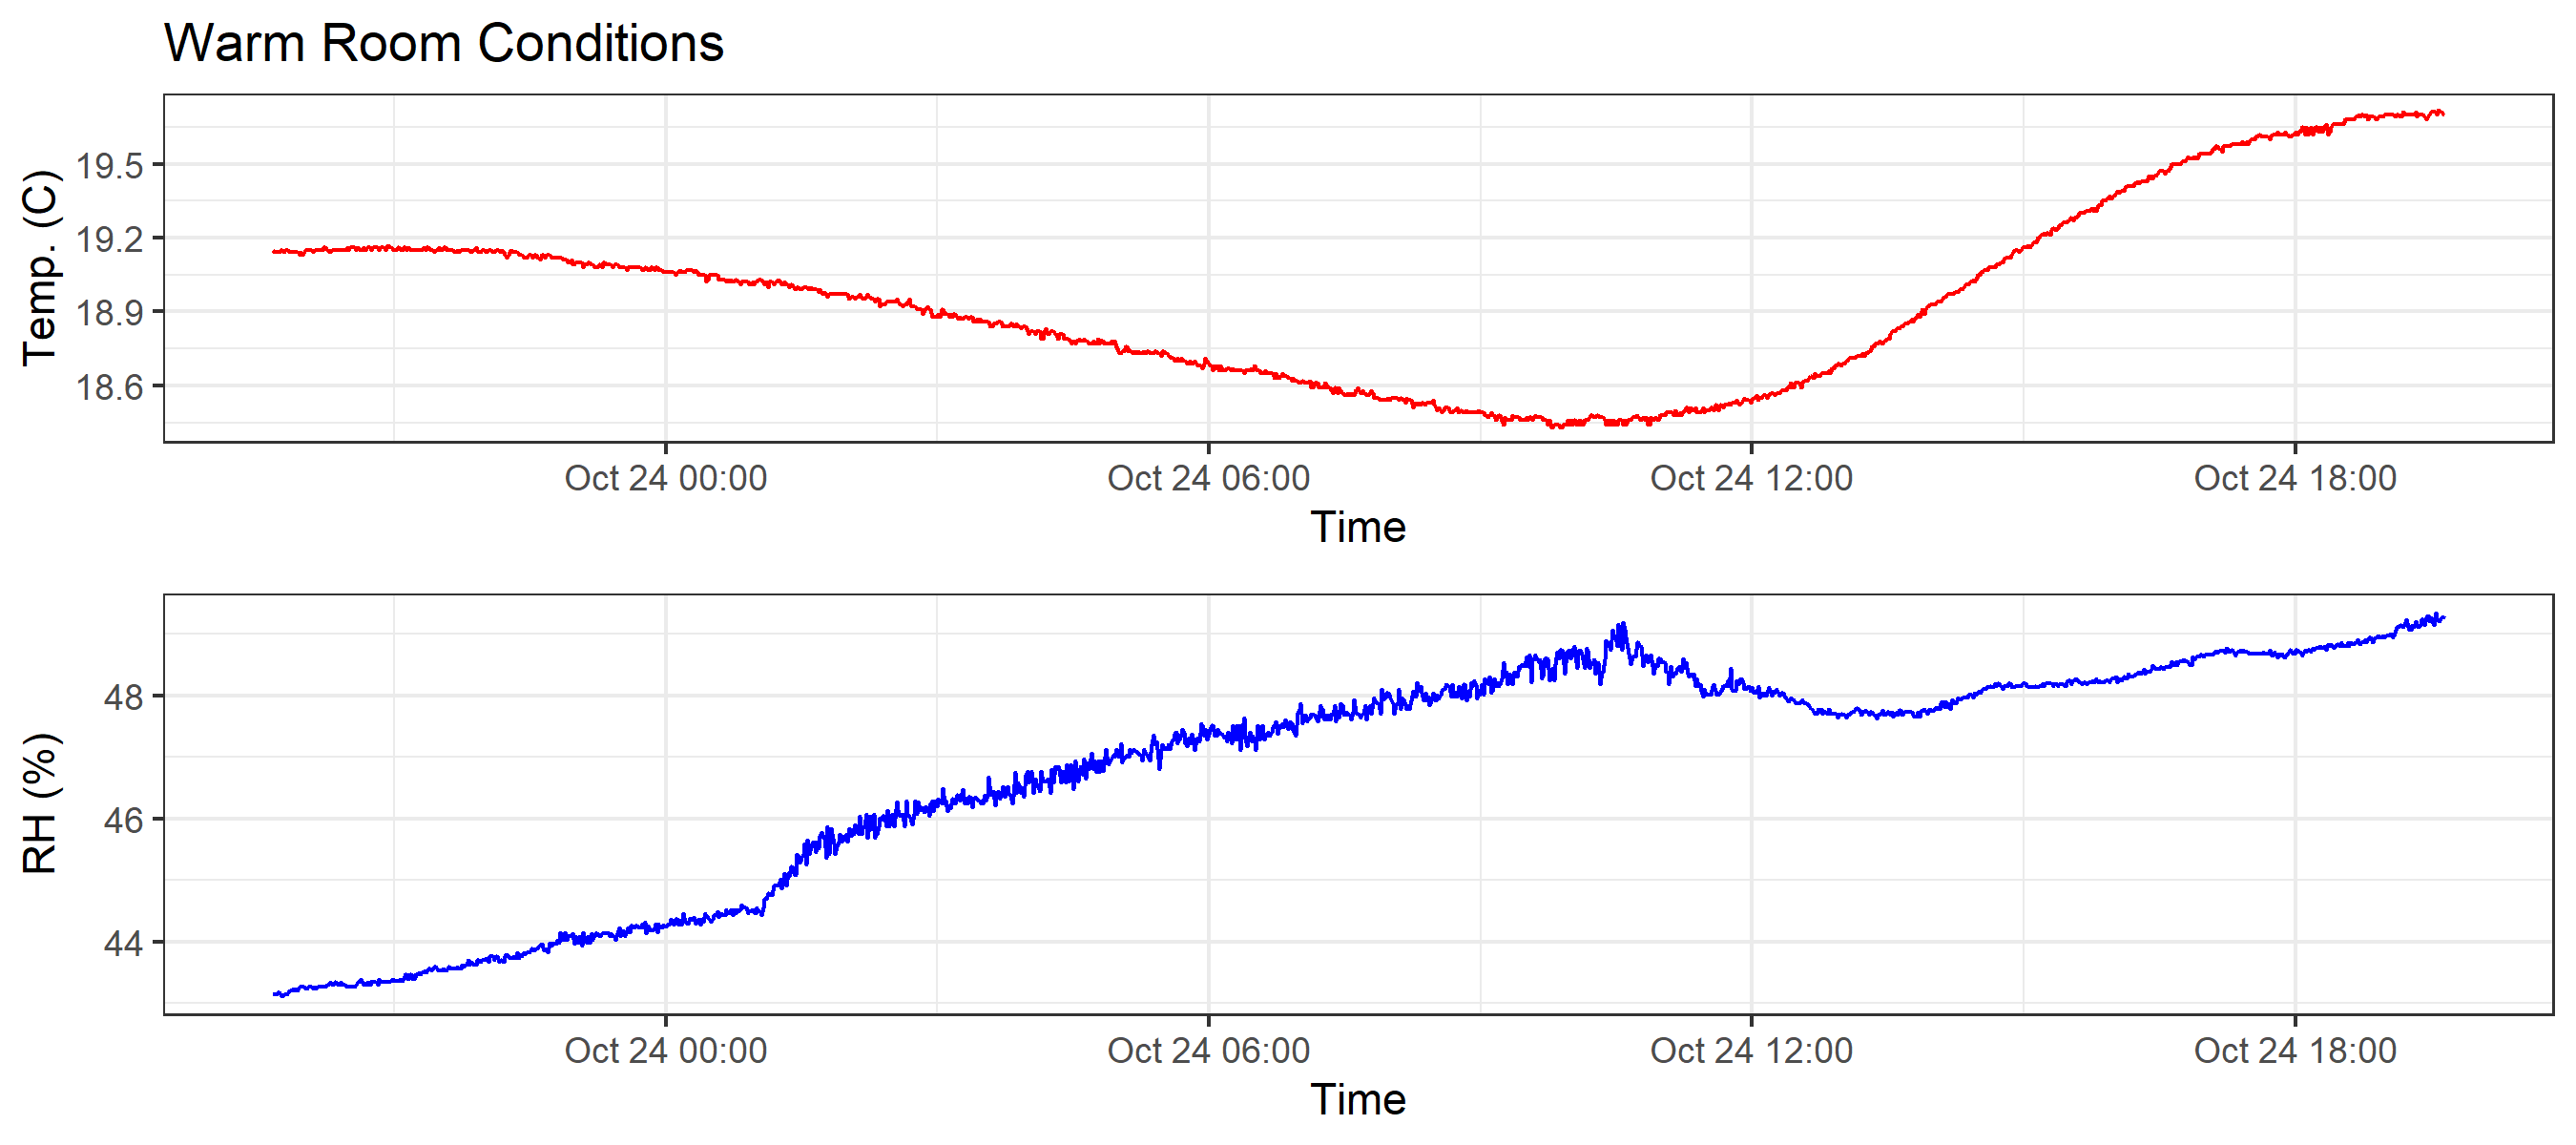 Warm Room Conditions
Temp. (C)
19.5
19.2
18.9
18.6
Oct 24 00:00 Oct 24 06:00 Oct 24 12:00 Oct 24 18:00
Time
RH (%)
48
46
44
Oct 24 00:00 Oct 24 06:00 Oct 24 12:00 Oct 24 18:00
Time